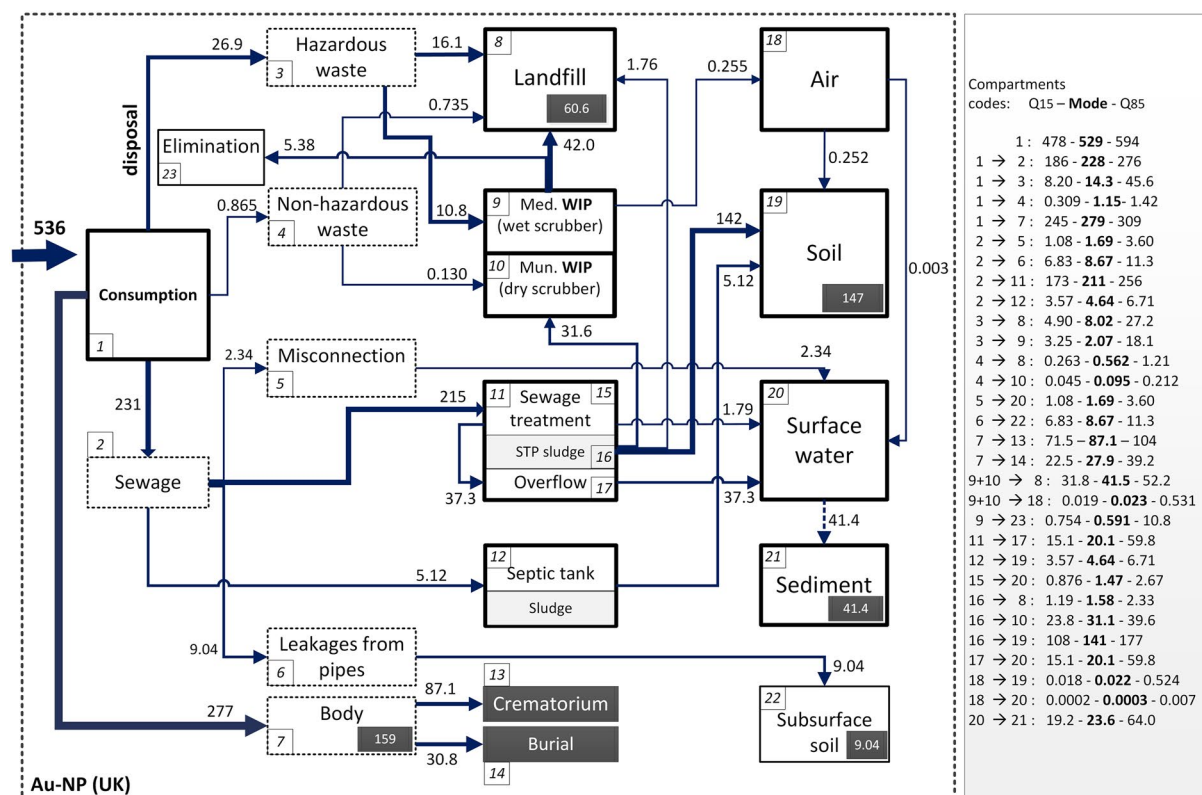 26.9
disposal
Hazardous
waste
3
16.1
8
Landfill
60.6
1.76
0.255
18
Air
0.735
Elimination
23
5.38
42.0
0.252
0.865
Non-hazardous
waste
4
10.8
9
Med. WIP
(wet scrubber)
142
19
Soil
147
536
0.130
10
Mun. WIP
(dry scrubber)
5.12
0.003
Consumption
1
31.6
2.34
Misconnection
5
2.34
231
215
11
Sewage
treatment
15
1.79
20
Surface
water
2
Sewage
STP sludge
16
37.3
Overflow
17
37.3
41.4
12
Septic tank
Sludge
5.12
21
Sediment
41.4
9.04
Leakages from
pipes
6
9.04
13
87.1
Crematorium
22
Subsurface
soil
9.04
277
Body
7
159
Burial
30.8
14
Au-NP (UK)
Compartments
codes: Q15 – Mode - Q85
1 : 478 - 529 - 594
1 → 2 : 186 - 228 - 276
1 → 3 : 8.20 - 14.3 - 45.6
1 → 4 : 0.309 - 1.15- 1.42
1 → 7 : 245 - 279 - 309
2 → 5 : 1.08 - 1.69 - 3.60
2 → 6 : 6.83 - 8.67 - 11.3
2 → 11 : 173 - 211 - 256
2 → 12 : 3.57 - 4.64 - 6.71
3 → 8 : 4.90 - 8.02 - 27.2
3 → 9 : 3.25 - 2.07 - 18.1
4 → 8 : 0.263 - 0.562 - 1.21
4 → 10 : 0.045 - 0.095 - 0.212
5 → 20 : 1.08 - 1.69 - 3.60
6 → 22 : 6.83 - 8.67 - 11.3
7 → 13 : 71.5 – 87.1 – 104
7 → 14 : 22.5 - 27.9 - 39.2
9+10 → 8 : 31.8 - 41.5 - 52.2
9+10 → 18 : 0.019 - 0.023 - 0.531
9 → 23 : 0.754 - 0.591 - 10.8
11 → 17 : 15.1 - 20.1 - 59.8
12 → 19 : 3.57 - 4.64 - 6.71
15 → 20 : 0.876 - 1.47 - 2.67
16 → 8 : 1.19 - 1.58 - 2.33
16 → 10 : 23.8 - 31.1 - 39.6
16 → 19 : 108 - 141 - 177
17 → 20 : 15.1 - 20.1 - 59.8
18 → 19 : 0.018 - 0.022 - 0.524
18 → 20 : 0.0002 - 0.0003 - 0.007
20 → 21 : 19.2 - 23.6 - 64.0